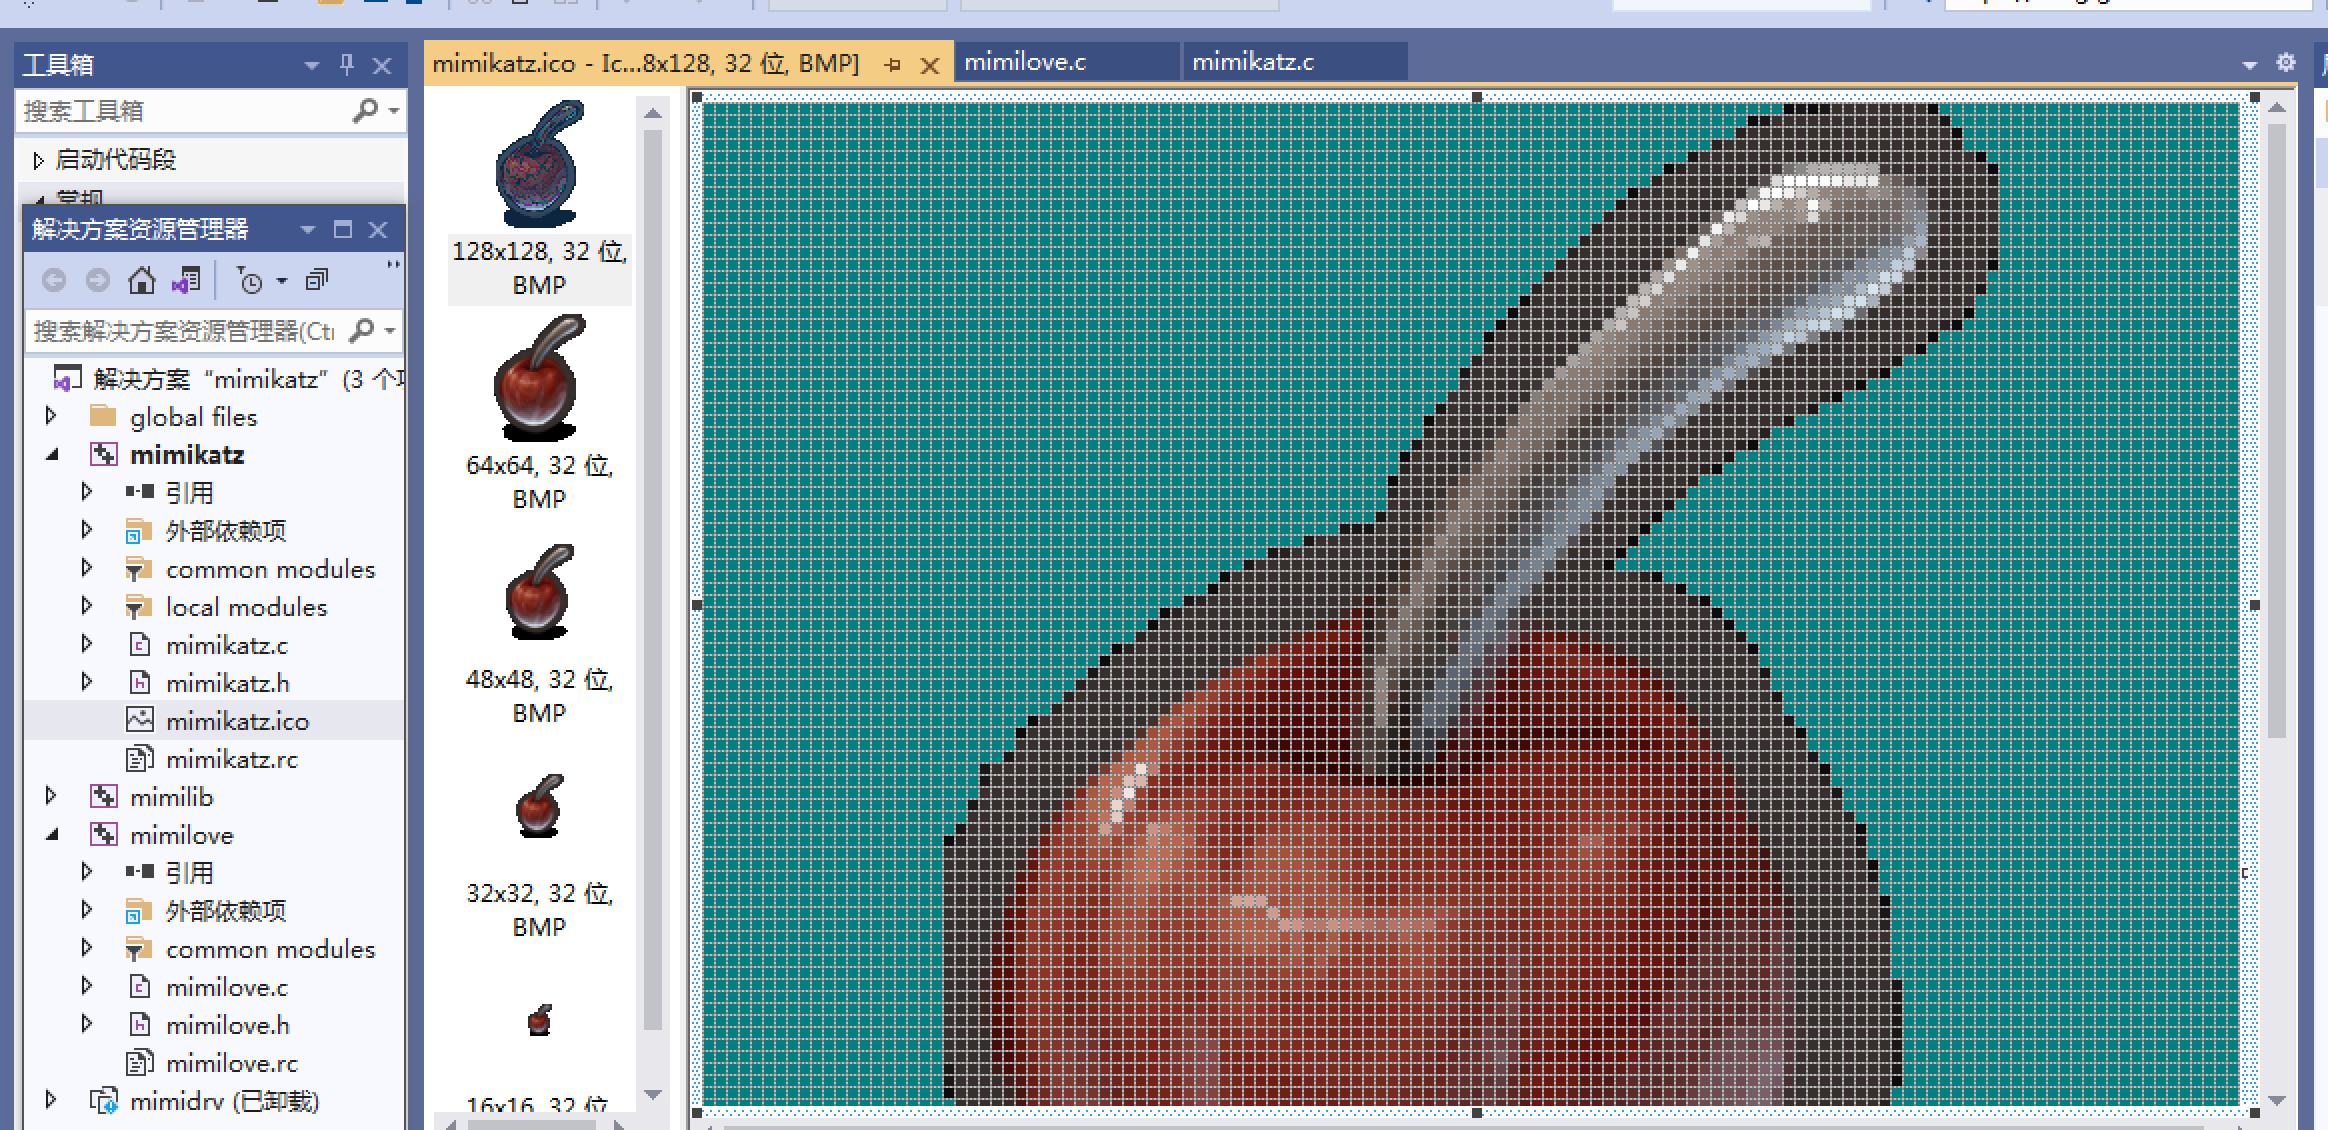 工具箱
搜索工具箱
启动代码段
常规
解决方案资源管理器
搜索解决方案资源管理器(Ctr
解决方案 “mimikatz” (3 个项
global files
mimikatz
引用
外部依赖项
common modules
local modules
mimikatz.c
mimikatz.h
mimikatz.ico
mimikatz.rc
mimilib
mimilove
引用
外部依赖项
common modules
mimilove.c
mimilove.h
mimilove.rc
mimidrv (已卸载)
mimikatz.ico - Ic...8x128, 32 位, BMP]
mimilove.c
mimikatz.c
128x128, 32 位,
BMP
64x64, 32 位,
BMP
48x48, 32 位,
BMP
32x32, 32 位,
BMP
16x16, 32 位